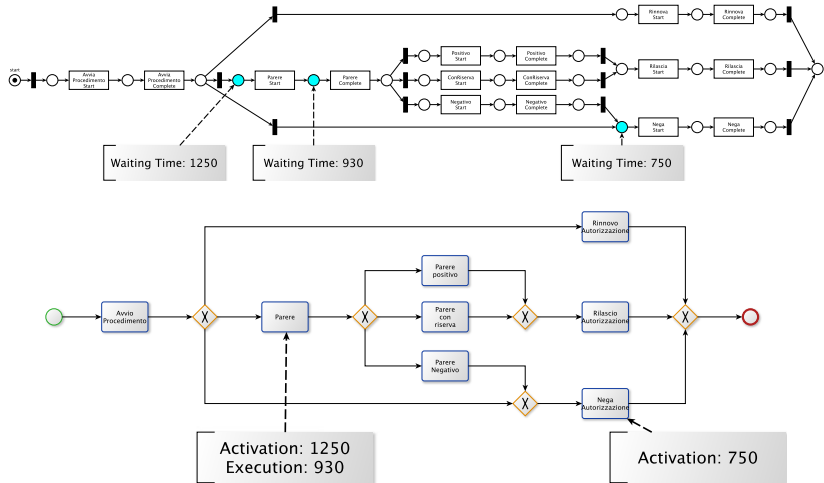 start
Avvia
Procedimento
Start
Avvia
Procedimento
Complete
Parere
Start
Parere
Complete
Positivo
Start
Positivo
Complete
ConRiserva
Start
ConRiserva
Complete
Negativo
Start
Negativo
Complete
Rinnova
Start
Rinnova
Complete
Rilascia
Start
Rilascia
Complete
Nega
Start
Nega
Complete
Waiting Time: 1250
Waiting Time: 930
Waiting Time: 750
Avvio
Procedimento
X
Parere
X
Parere
positivo
Parere
con
riserva
Parere
Negativo
X
X
Rinnovo
Autorizzazione
Rilascio
Autorizzazione
Nega
Autorizzazione
X
Activation: 1250
Execution: 930
Activation: 750